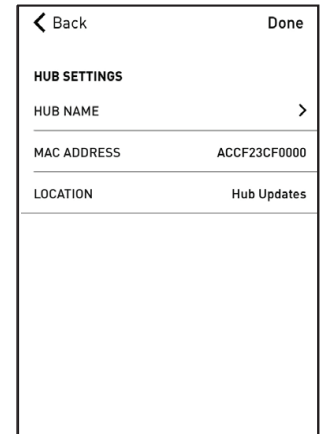 Back Done
HUB SETTINGS
HUB NAME
MAC ADDRESS ACCF23CF0000
LOCATION Hub Updates